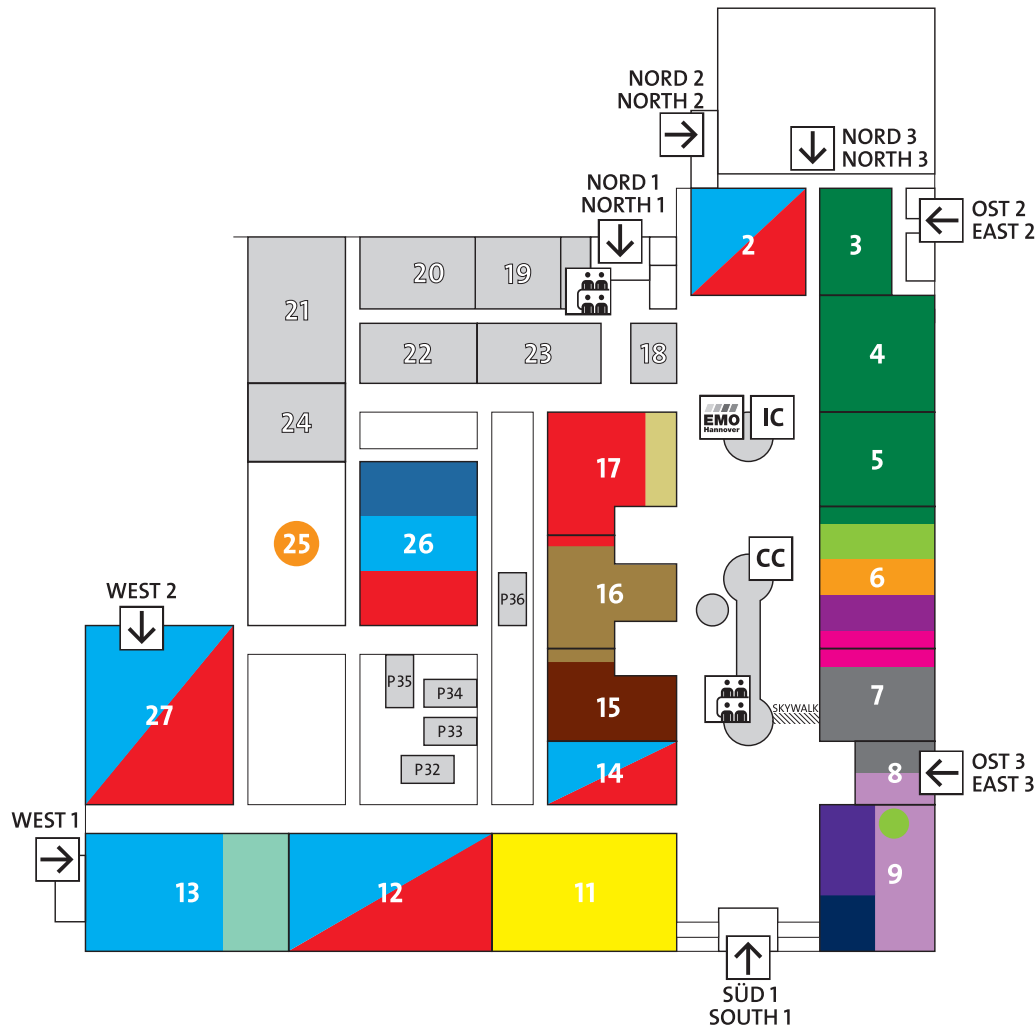 NORD 2
NORTH 2
NORD 3
NORTH 3
NORD 1
NORTH 1
OST 2
EAST 2
2
3
20
19
21
22
23
18
4
24
EMO
Hannover
IC
17
5
25
26
CC
6
WEST 2
P36
16
P35
P34
15
7
27
P33
SKYWALK
P32
14
8
OST 3
EAST 3
WEST 1
13
12
11
9
SÜD 1
SOUTH 1